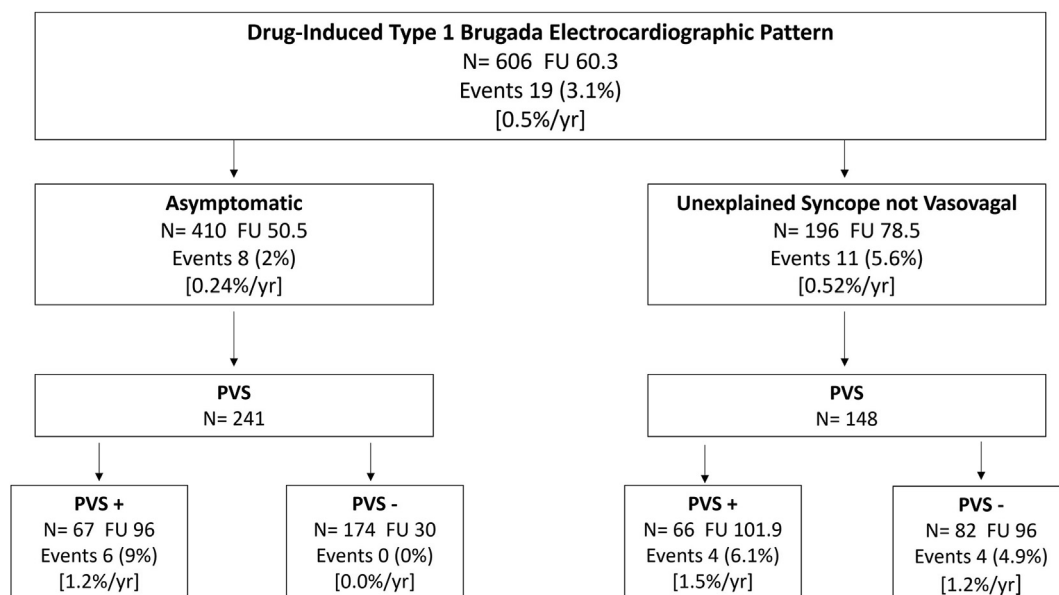 Drug-Induced Type 1 Brugada Electrocardiographic Pattern
N= 606 FU 60.3
Events 19 (3.1%)
[0.5%/yr]
Asymptomatic
N= 410 FU 50.5
Events 8 (2%)
[0.24%/yr]
Unexplained Syncope not Vasovagal
N= 196 FU 78.5
Events 11 (5.6%)
[0.52%/yr]
PVS
N= 241
PVS
N= 148
PVS +
N= 67 FU 96
Events 6 (9%)
[1.2%/yr]
PVS -
N= 174 FU 30
Events 0 (0%)
[0.0%/yr]
PVS +
N= 66 FU 101.9
Events 4 (6.1%)
[1.5%/yr]
PVS -
N= 82 FU 96
Events 4 (4.9%)
[1.2%/yr]